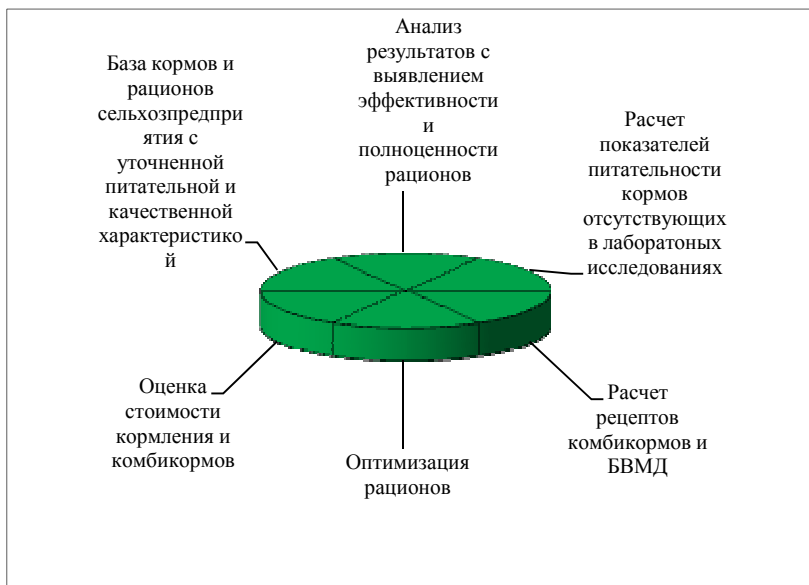 База кормов и
рационов
сельхозпредпри
ятия с
уточненной
питательной и
качественной
характеристико
й
Анализ
результатов с
выявлением
эффективности
и
полноценности
рационов
Расчет
показателей
питательности
кормов
отсутствующих
в лаборатоных
исследованиях
Оценка
стоимости
кормления и
комбикормов
Оптимизация
рационов
Расчет
рецептов
комбикормов и
БВМД